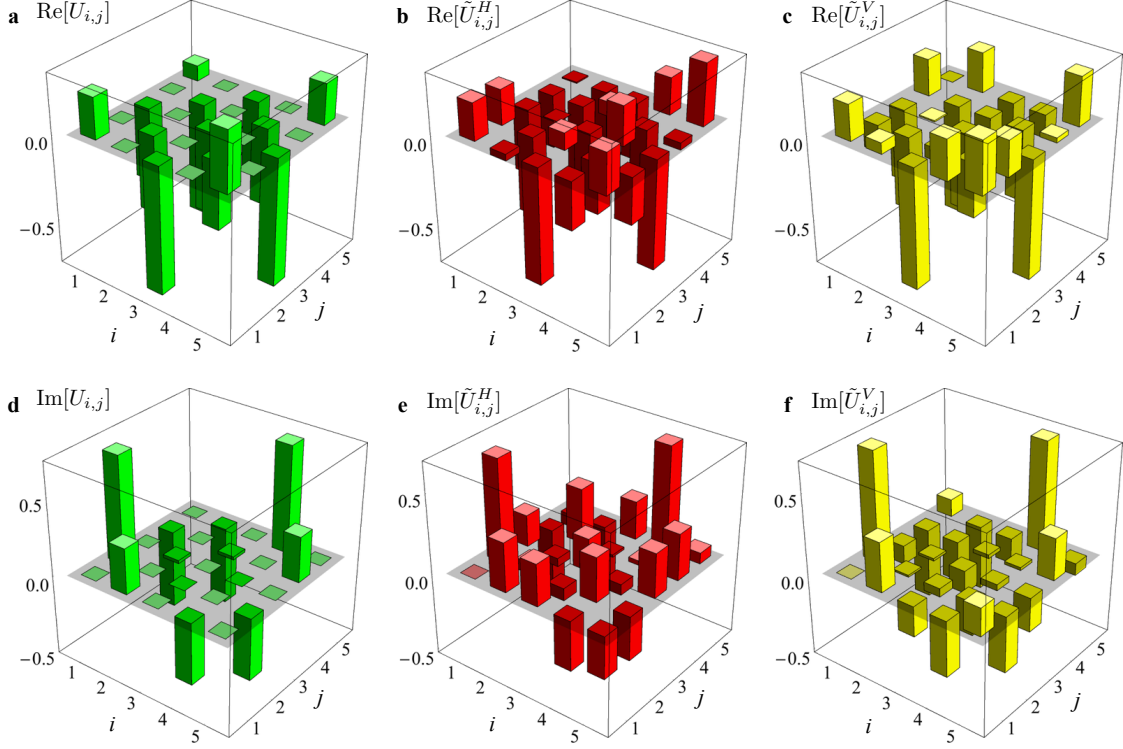 a Re[U_{i,j}]
b Re[Ũ^H_{i,j}]
c Re[Ũ^V_{i,j}]
0.0
−0.5
1 2 3 4 5
i
1 2 3 4 5
j
0.0
−0.5
1 2 3 4 5
i
1 2 3 4 5
j
0.0
−0.5
1 2 3 4 5
i
1 2 3 4 5
j
d Im[U_{i,j}]
e Im[Ũ^H_{i,j}]
f Im[Ũ^V_{i,j}]
0.5
0.0
−0.5
1 2 3 4 5
i
1 2 3 4 5
j
0.5
0.0
−0.5
1 2 3 4 5
i
1 2 3 4 5
j
0.5
0.0
−0.5
1 2 3 4 5
i
1 2 3 4 5
j